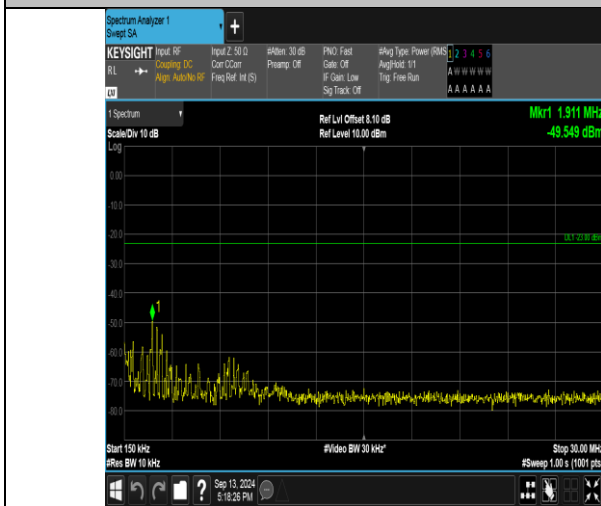 Spectrum Analyzer 1
Swept SA
+
KEYSIGHT Input: RF Input Z: 50 Ω #Atten: 30 dB PNO: Fast #Avg Type: Power (RMS 1 2 3 4 5 6
RL Coupling: DC Corr CCorr Preamp: Off Gate: Off Avg|Hold: 1/1 A W W W W W
Align: Auto/No RF Freq Ref: Int (S) IF Gain: Low Trig: Free Run
Sig Track: Off A A A A A A
LXI
1 Spectrum Ref Lvl Offset 8.10 dB Mkr1 1.911 MHz
Scale/Div 10 dB Ref Level 10.00 dBm -49.549 dBm
Log
0.00
-10.0
-20.0
DL1 -23.00 dBm
-30.0
-40.0
1
-50.0
-60.0
-70.0
-80.0
Start 150 kHz #Video BW 30 kHz* Stop 30.00 MHz
#Res BW 10 kHz #Sweep 1.00 s (1001 pts
? Sep 13, 2024
5:18:26 PM